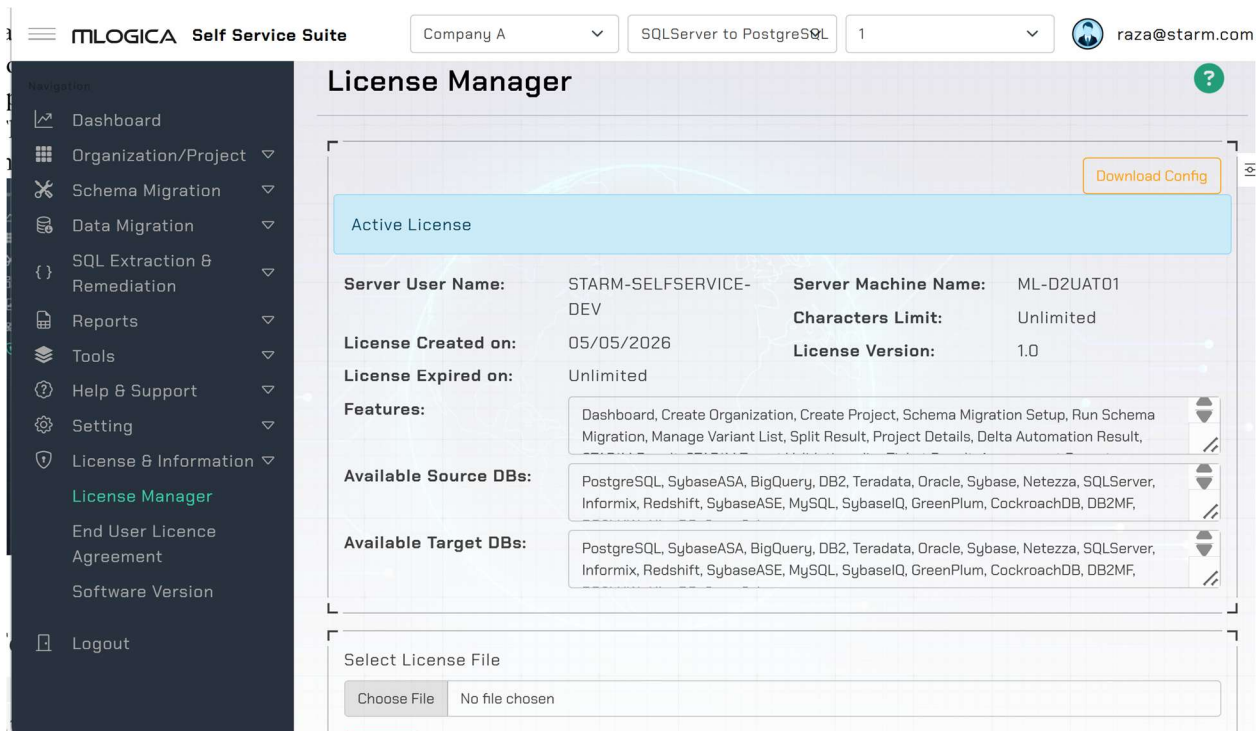 MLOGICA Self Service Suite
Company A
SQLServer to PostgreSQL
1
raza@starm.com
Navigation
Dashboard
Organization/Project
Schema Migration
Data Migration
SQL Extraction &
Remediation
Reports
Tools
Help & Support
Setting
License & Information
License Manager
End User Licence
Agreement
Software Version
Logout
License Manager
?
Download Config
Active License
Server User Name: STARM-SELFSERVICE-
DEV
Server Machine Name: ML-D2UAT01
Characters Limit: Unlimited
License Created on: 05/05/2026
License Version: 1.0
License Expired on: Unlimited
Features:
Dashboard, Create Organization, Create Project, Schema Migration Setup, Run Schema
Migration, Manage Variant List, Split Result, Project Details, Delta Automation Result,
Available Source DBs:
PostgreSQL, SybaseASA, BigQuery, DB2, Teradata, Oracle, Sybase, Netezza, SQLServer,
Informix, Redshift, SybaseASE, MySQL, SybaseIQ, GreenPlum, CockroachDB, DB2MF,
Available Target DBs:
PostgreSQL, SybaseASA, BigQuery, DB2, Teradata, Oracle, Sybase, Netezza, SQLServer,
Informix, Redshift, SybaseASE, MySQL, SybaseIQ, GreenPlum, CockroachDB, DB2MF,
Select License File
Choose File No file chosen